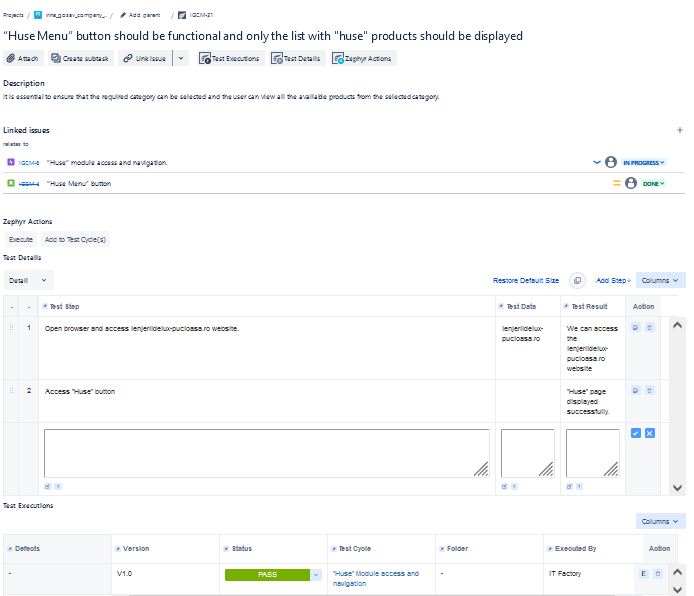 Projects / irina_gozav_company_... / Add parent / IGCM-21
“Huse Menu” button should be functional and only the list with "huse" products should be displayed
Attach Create subtask Link issue Test Executions Test Details Zephyr Actions
Description
It is essential to ensure that the required category can be selected and the user can view all the available products from the selected category.
Linked issues
relates to
IGCM-6 "Huse" module access and navigation. IN PROGRESS
"Huse Menu" button DONE
Zephyr Actions
Execute Add to Test Cycle(s)
Test Details
Detail Restore Default Size Add Step Columns
- - Test Step Test Data Test Result Action
1 Open browser and access lenjeriidelux-pucioasa.ro website. lenjeriidelux-
pucioasa.ro
We can access
the
lenjeriidelux-
pucioasa.ro
website
2 Access "Huse" button "Huse" page
displayed
successfully.
Test Executions
Columns
Defects Version Status Test Cycle Folder Executed By Action
- V1.0 PASS "Huse" Module access and
navigation
- IT Factory E